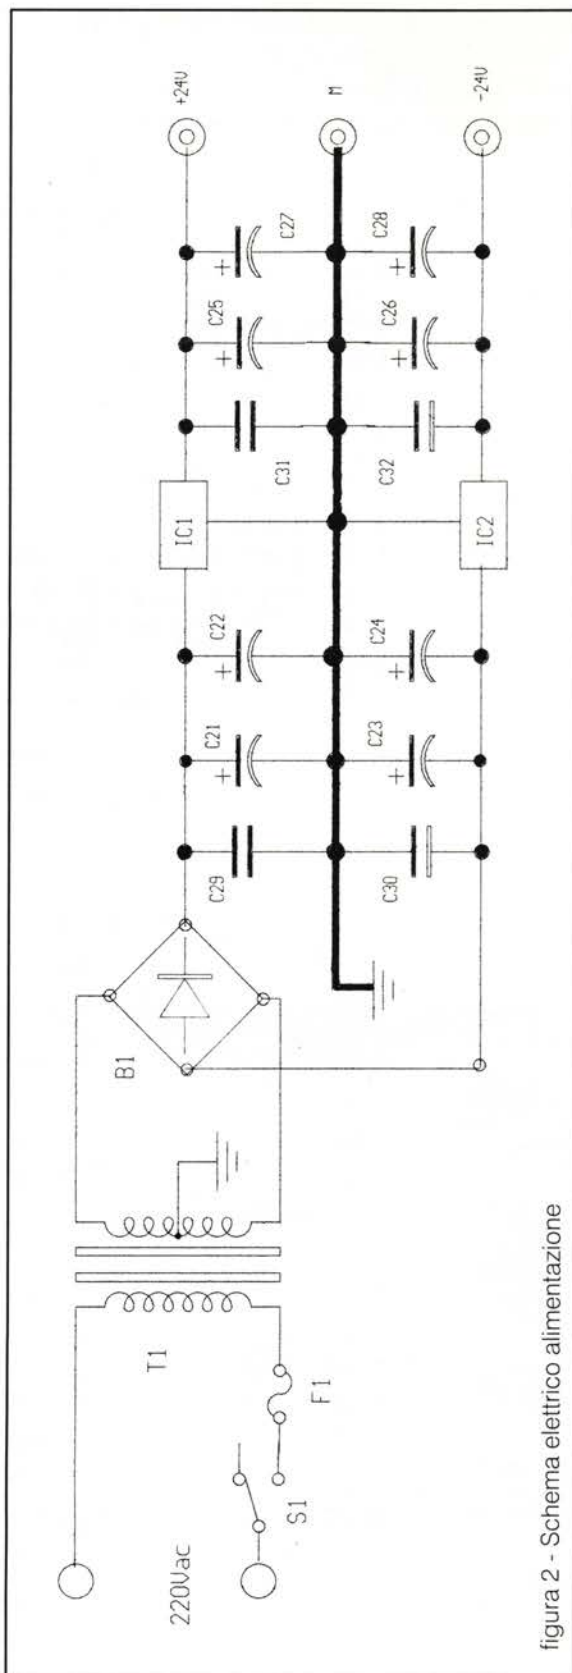 220Vac
S1
F1
T1
B1
C29
C21
C22
IC1
C31
C25
C27
+24V
M
C30
C23
C24
IC2
C32
C26
C28
-24V
+
+
+
+
+
+
+
+
figura 2 - Schema elettrico alimentazione